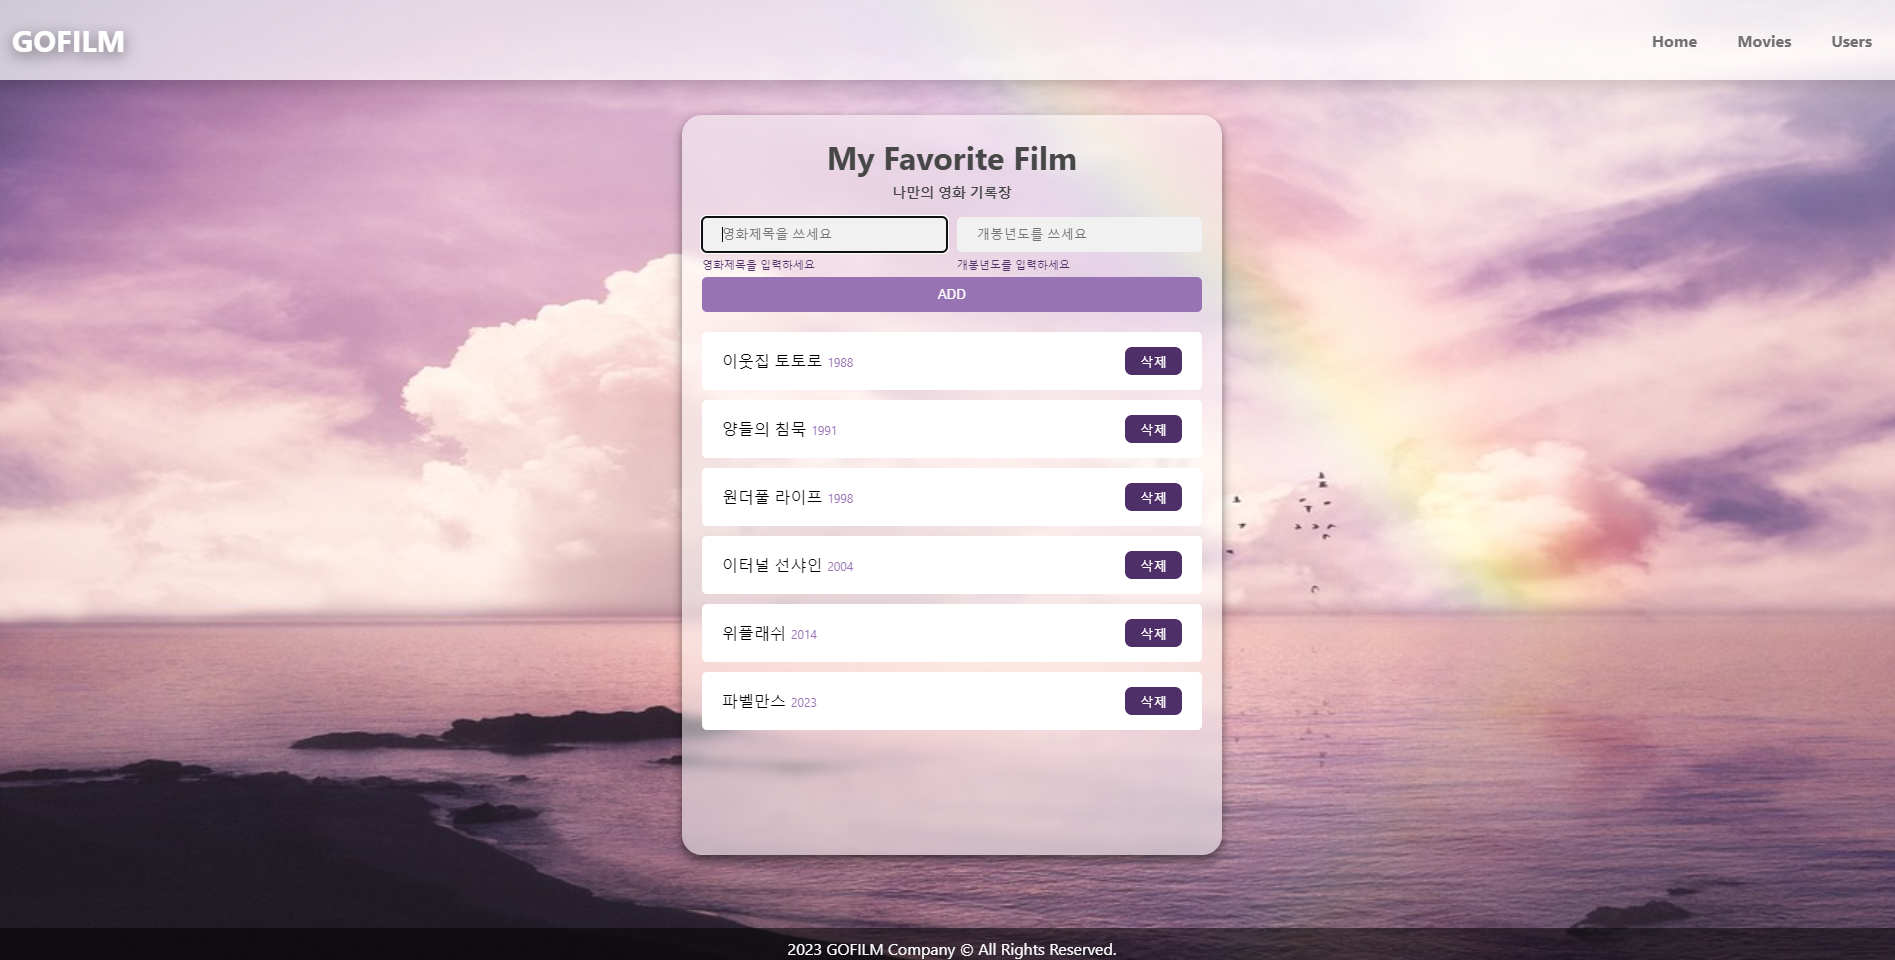 GOFILM
Home Movies Users
My Favorite Film
나만의 영화 기록장
영화제목을 쓰세요 개봉년도를 쓰세요
영화제목을 입력하세요 개봉년도를 입력하세요
ADD
이웃집 토토로 1988 삭제
양들의 침묵 1991 삭제
원더풀 라이프 1998 삭제
이터널 선샤인 2004 삭제
위플래쉬 2014 삭제
파벨만스 2023 삭제
2023 GOFILM Company © All Rights Reserved.